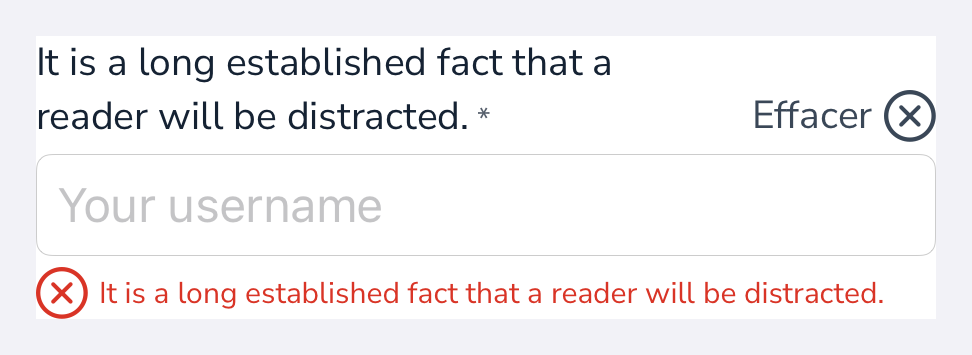 It is a long established fact that a
reader will be distracted. *
Effacer
Your username
It is a long established fact that a reader will be distracted.